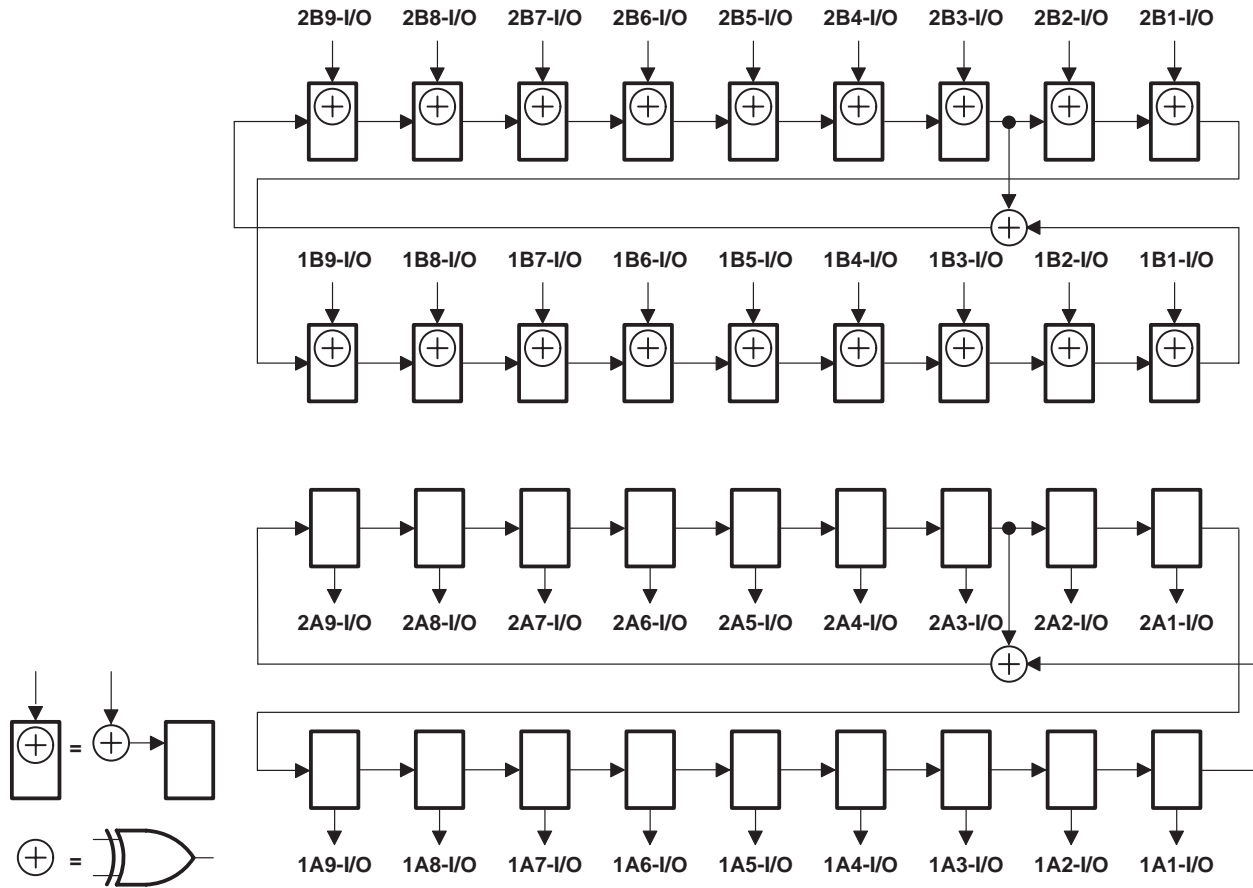 2B9-I/O 2B8-I/O 2B7-I/O 2B6-I/O 2B5-I/O 2B4-I/O 2B3-I/O 2B2-I/O 2B1-I/O
1B9-I/O 1B8-I/O 1B7-I/O 1B6-I/O 1B5-I/O 1B4-I/O 1B3-I/O 1B2-I/O 1B1-I/O
2A9-I/O 2A8-I/O 2A7-I/O 2A6-I/O 2A5-I/O 2A4-I/O 2A3-I/O 2A2-I/O 2A1-I/O
=
=
1A9-I/O 1A8-I/O 1A7-I/O 1A6-I/O 1A5-I/O 1A4-I/O 1A3-I/O 1A2-I/O 1A1-I/O